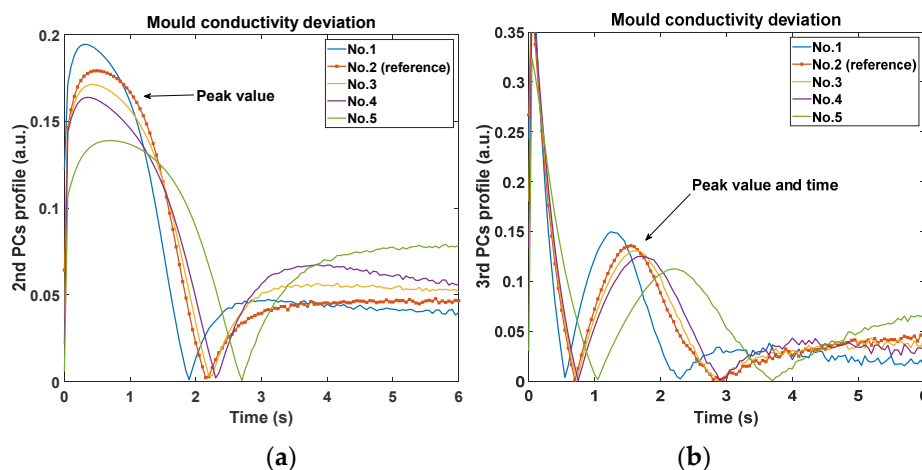 Mould conductivity deviation
0.2
0.15
0.1
0.05
0
2nd PCs profile (a.u.)
No.1
No.2 (reference)
No.3
No.4
No.5
Peak value
0 1 2 3 4 5 6
Time (s)
(a)
Mould conductivity deviation
0.35
0.3
0.25
0.2
0.15
0.1
0.05
0
3rd PCs profile (a.u.)
No.1
No.2 (reference)
No.3
No.4
No.5
Peak value and time
0 1 2 3 4 5 6
Time (s)
(b)